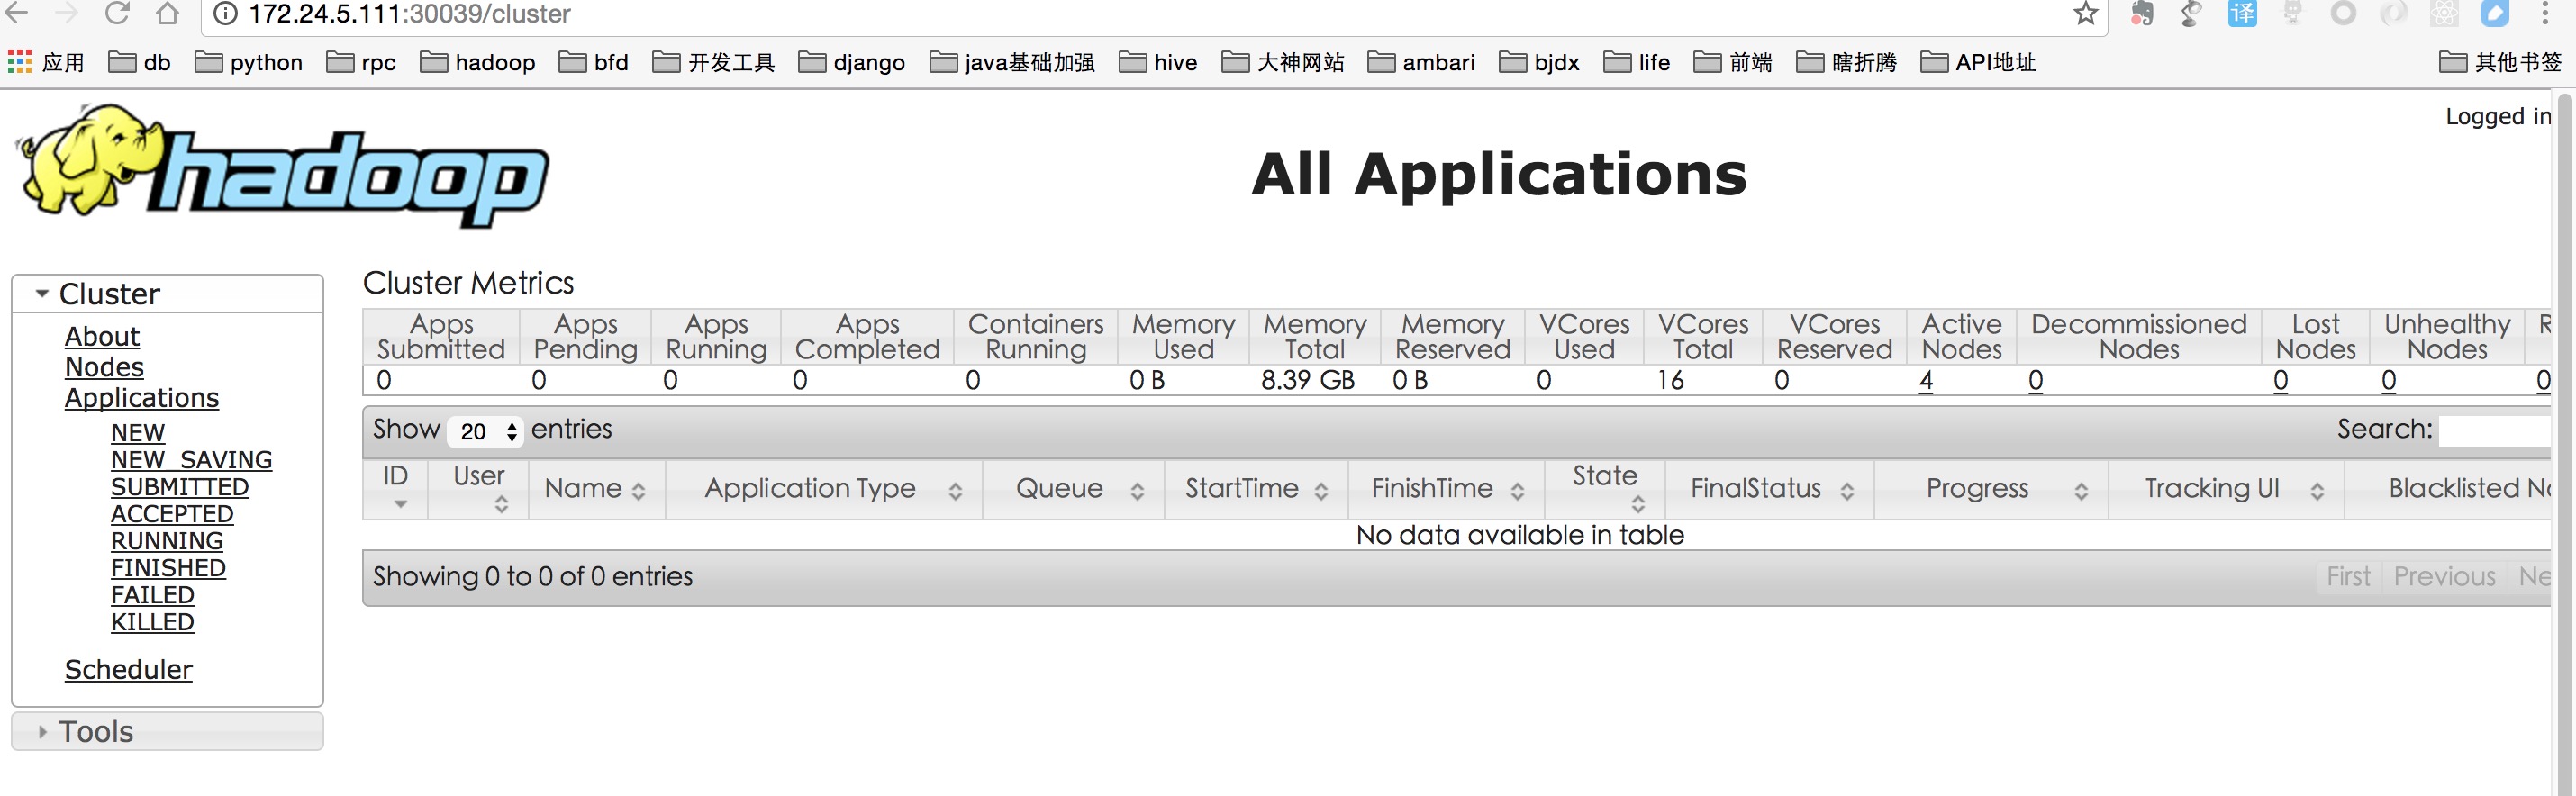 172.24.5.111:30039/cluster
译
应用 db python rpc hadoop bfd 开发工具 django java基础加强 hive 大神网站 ambari bjdx life 前端 瞎折腾 API地址 其他书签
hadoop
Logged in
All Applications
Cluster
About
Nodes
Applications
NEW
NEW_SAVING
SUBMITTED
ACCEPTED
RUNNING
FINISHED
FAILED
KILLED
Scheduler
Tools
Cluster Metrics
Apps Submitted Apps Pending Apps Running Apps Completed Containers Running Memory Used Memory Total Memory Reserved VCores Used VCores Total VCores Reserved Active Nodes Decommissioned Nodes Lost Nodes Unhealthy Nodes R
0 0 0 0 0 0 B 8.39 GB 0 B 0 16 0 4 0 0 0 0
Show 20 entries Search:
ID User Name Application Type Queue StartTime FinishTime State FinalStatus Progress Tracking UI Blacklisted No
No data available in table
Showing 0 to 0 of 0 entries First Previous Ne